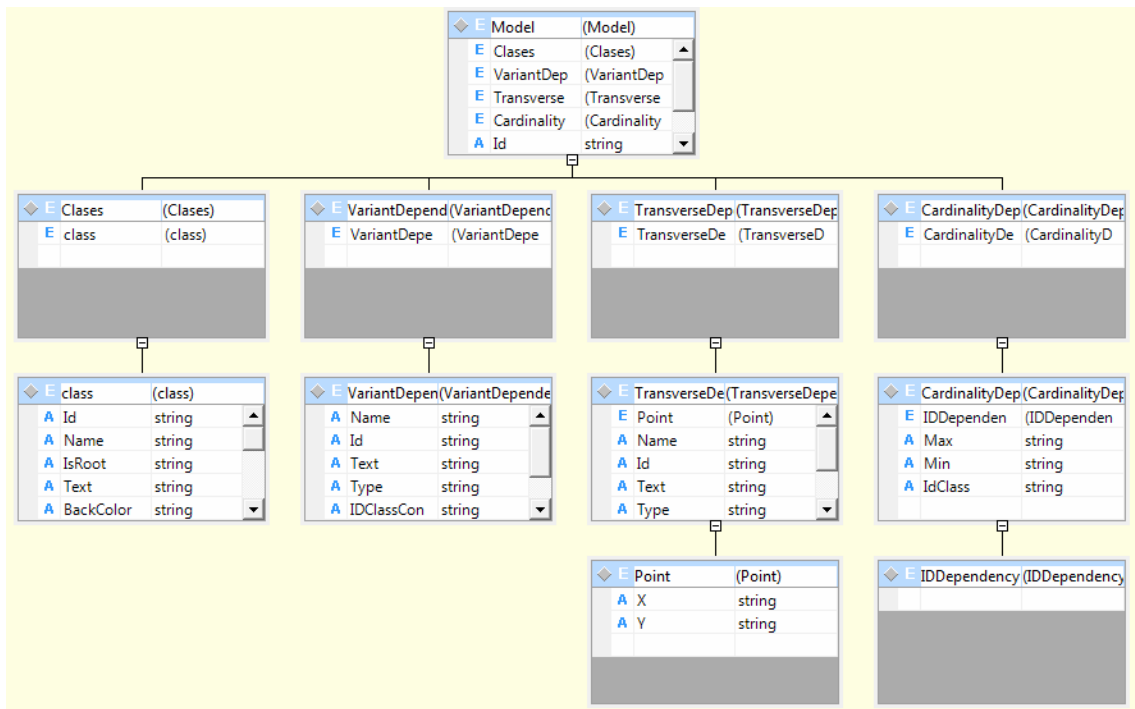 E Model (Model)
E Clases (Clases)
E VariantDep (VariantDep
E Transverse (Transverse
E Cardinality (Cardinality
A Id string
E Clases (Clases)
E class (class)
E VariantDepend (VariantDepenc
E VariantDepe (VariantDepe
E TransverseDep (TransverseDep
E TransverseDe (TransverseD
E CardinalityDep (CardinalityDep
E CardinalityDe (CardinalityD
E class (class)
A Id string
A Name string
A IsRoot string
A Text string
A BackColor string
E VariantDepen (VariantDepende
A Name string
A Id string
A Text string
A Type string
A IDClassCon string
E TransverseDe (TransverseDepe
E Point (Point)
A Name string
A Id string
A Text string
A Type string
E CardinalityDep (CardinalityDep
E IDDependen (IDDependen
A Max string
A Min string
A IdClass string
E Point (Point)
A X string
A Y string
E IDDependency (IDDependency